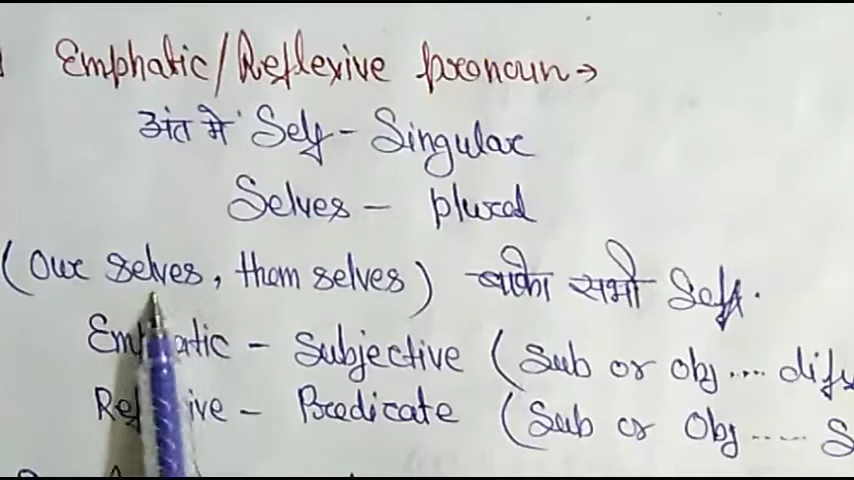 Emphatic/Reflexive pronoun→
अंत मे Self - Singular
Selves - plural
(Our selves, them selves) बाकी सभी Self.
Emphatic - Subjective (Sub or obj .... diff
Reflexive - Predicate (Sub or Obj ..... S